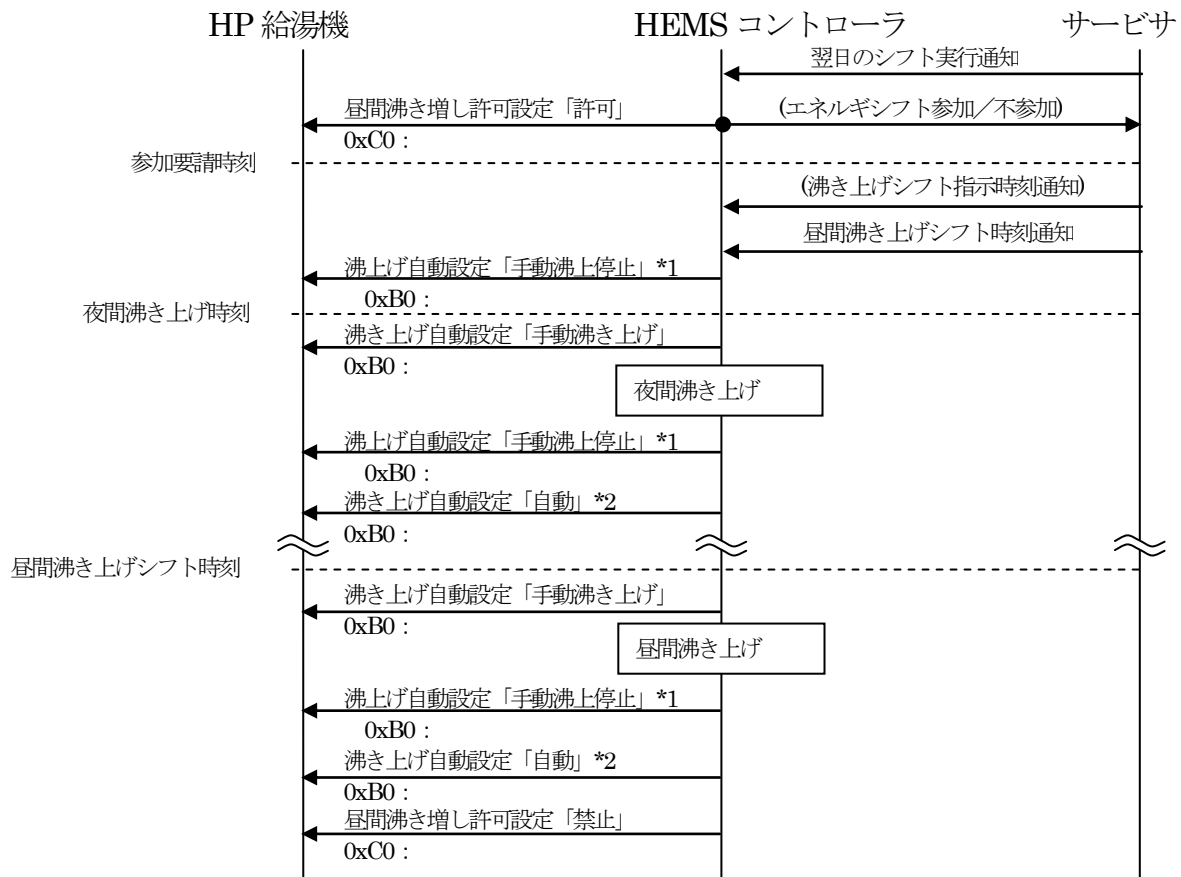 HP 給湯機
HEMS コントローラ
サービサ
翌日のシフト実行通知
昼間沸き増し許可設定「許可」
(エネルギシフト参加／不参加)
0xC0：
参加要請時刻
(沸き上げシフト指示時刻通知)
昼間沸き上げシフト時刻通知
沸上げ自動設定「手動沸上停止」*1
0xB0：
夜間沸き上げ時刻
沸き上げ自動設定「手動沸き上げ」
0xB0：
夜間沸き上げ
沸上げ自動設定「手動沸上停止」*1
0xB0：
沸き上げ自動設定「自動」*2
0xB0：
昼間沸き上げシフト時刻
沸き上げ自動設定「手動沸き上げ」
0xB0：
昼間沸き上げ
沸上げ自動設定「手動沸上停止」*1
0xB0：
沸き上げ自動設定「自動」*2
0xB0：
昼間沸き増し許可設定「禁止」
0xC0：